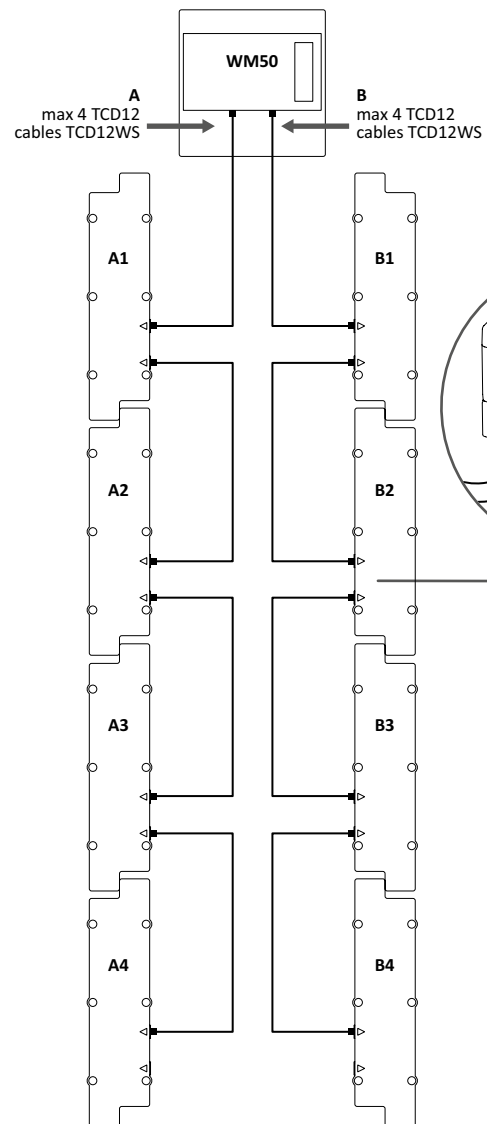 WM50
A
max 4 TCD12
cables TCD12WS
B
max 4 TCD12
cables TCD12WS
A1
B1
A2
B2
A3
B3
A4
B4